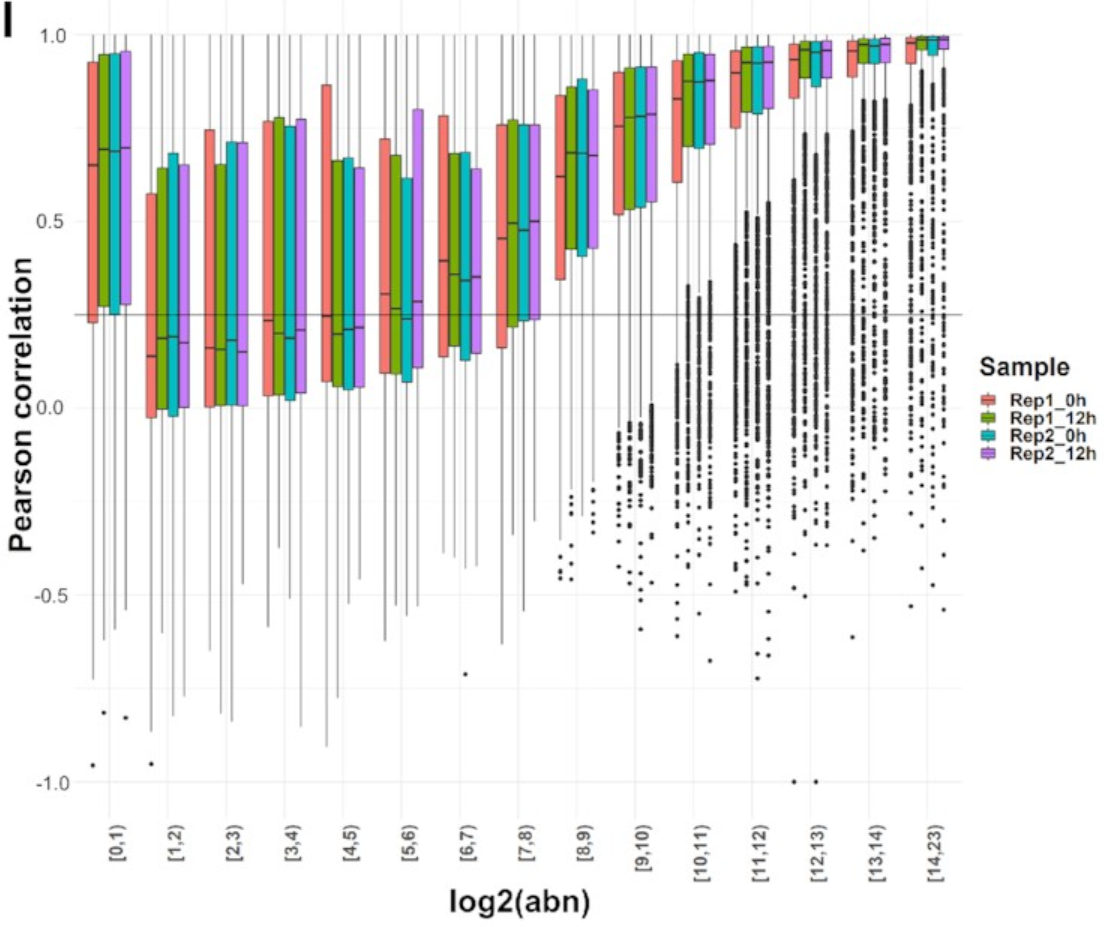 I
Pearson correlation
1.0
0.5
0.0
-0.5
-1.0
[0,1)
[1,2)
[2,3)
[3,4)
[4,5)
[5,6)
[6,7)
[7,8)
[8,9)
[9,10)
[10,11)
[11,12)
[12,13)
[13,14)
[14,23)
log2(abn)
Sample
Rep1_0h
Rep1_12h
Rep2_0h
Rep2_12h